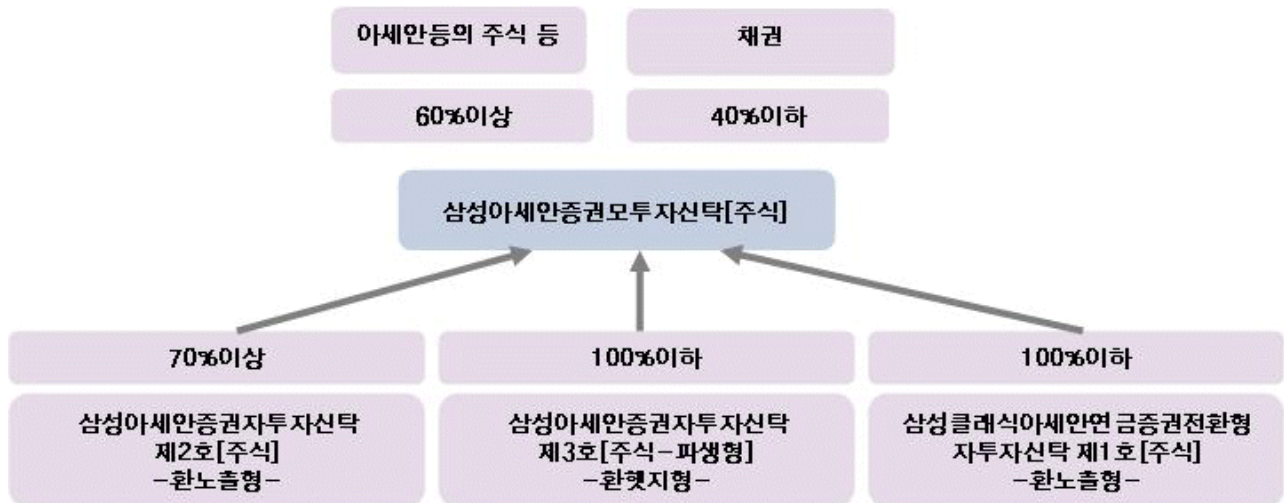 아세안등의 주식 등
채권
60%이상
40%이하
삼성아세안증권모투자신탁[주식]
70%이상
100%이하
100%이하
삼성아세안증권자투자신탁
제2호[주식]
-환노출형-
삼성아세안증권자투자신탁
제3호[주식-파생형]
-환헷지형-
삼성클래식아세안연금증권전환형
자투자신탁 제1호[주식]
-환노출형-